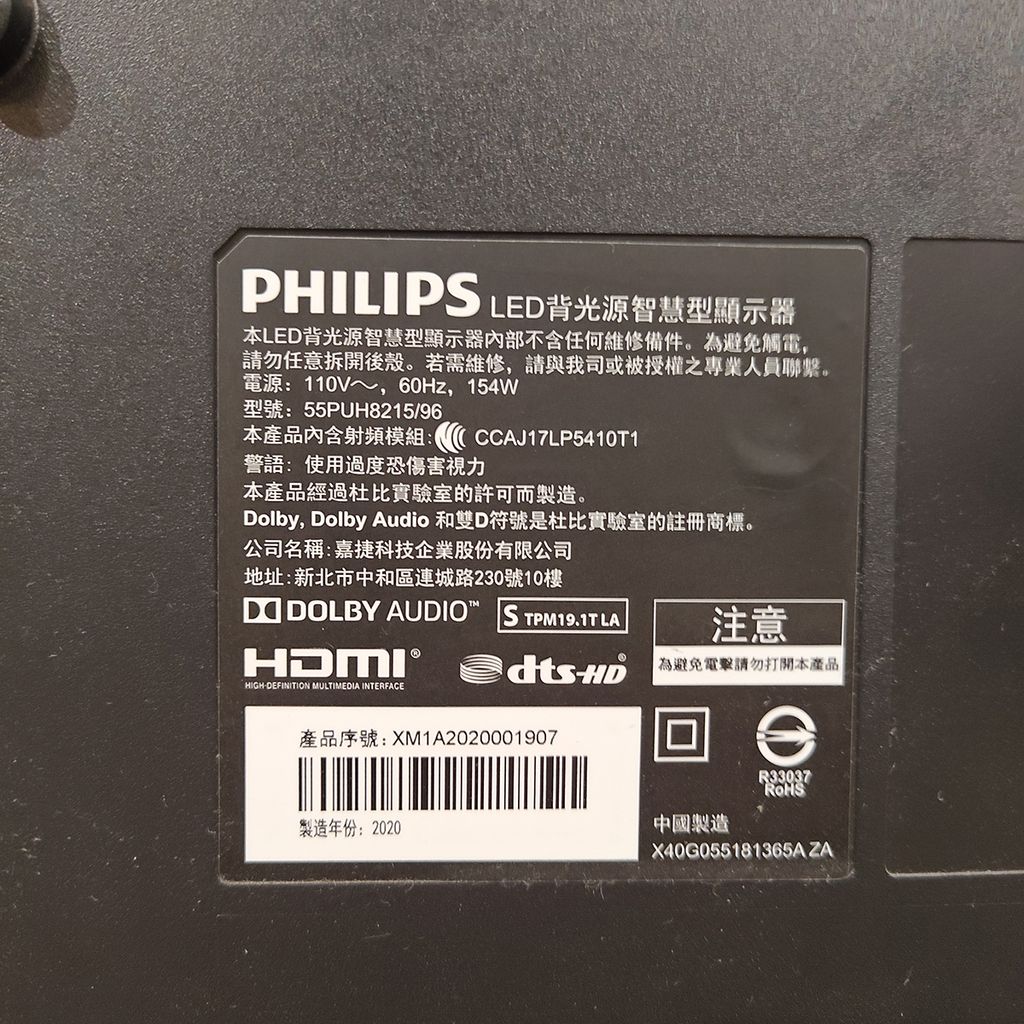 PHILIPS LED背光源智慧型顯示器
本LED背光源智慧型顯示器內部不含任何維修備件。為避免觸電，
請勿任意拆開後殼。若需維修，請與我司或被授權之專業人員聯繫。
電源：110V～，60Hz，154W
型號：55PUH8215/96
本產品內含射頻模組: CCAJ17LP5410T1
警語：使用過度恐傷害視力
本產品經過杜比實驗室的許可而製造。
Dolby, Dolby Audio 和雙D符號是杜比實驗室的註冊商標。
公司名稱:嘉捷科技企業股份有限公司
地址:新北市中和區連城路230號10樓
DOLBY AUDIO™
S TPM19.1T LA
HDMI®
HIGH-DEFINITION MULTIMEDIA INTERFACE
dts-HD®
注意
為避免電擊請勿打開本產品
產品序號: XM1A2020001907
製造年份: 2020
R33037
RoHS
中國製造
X40G055181365A ZA